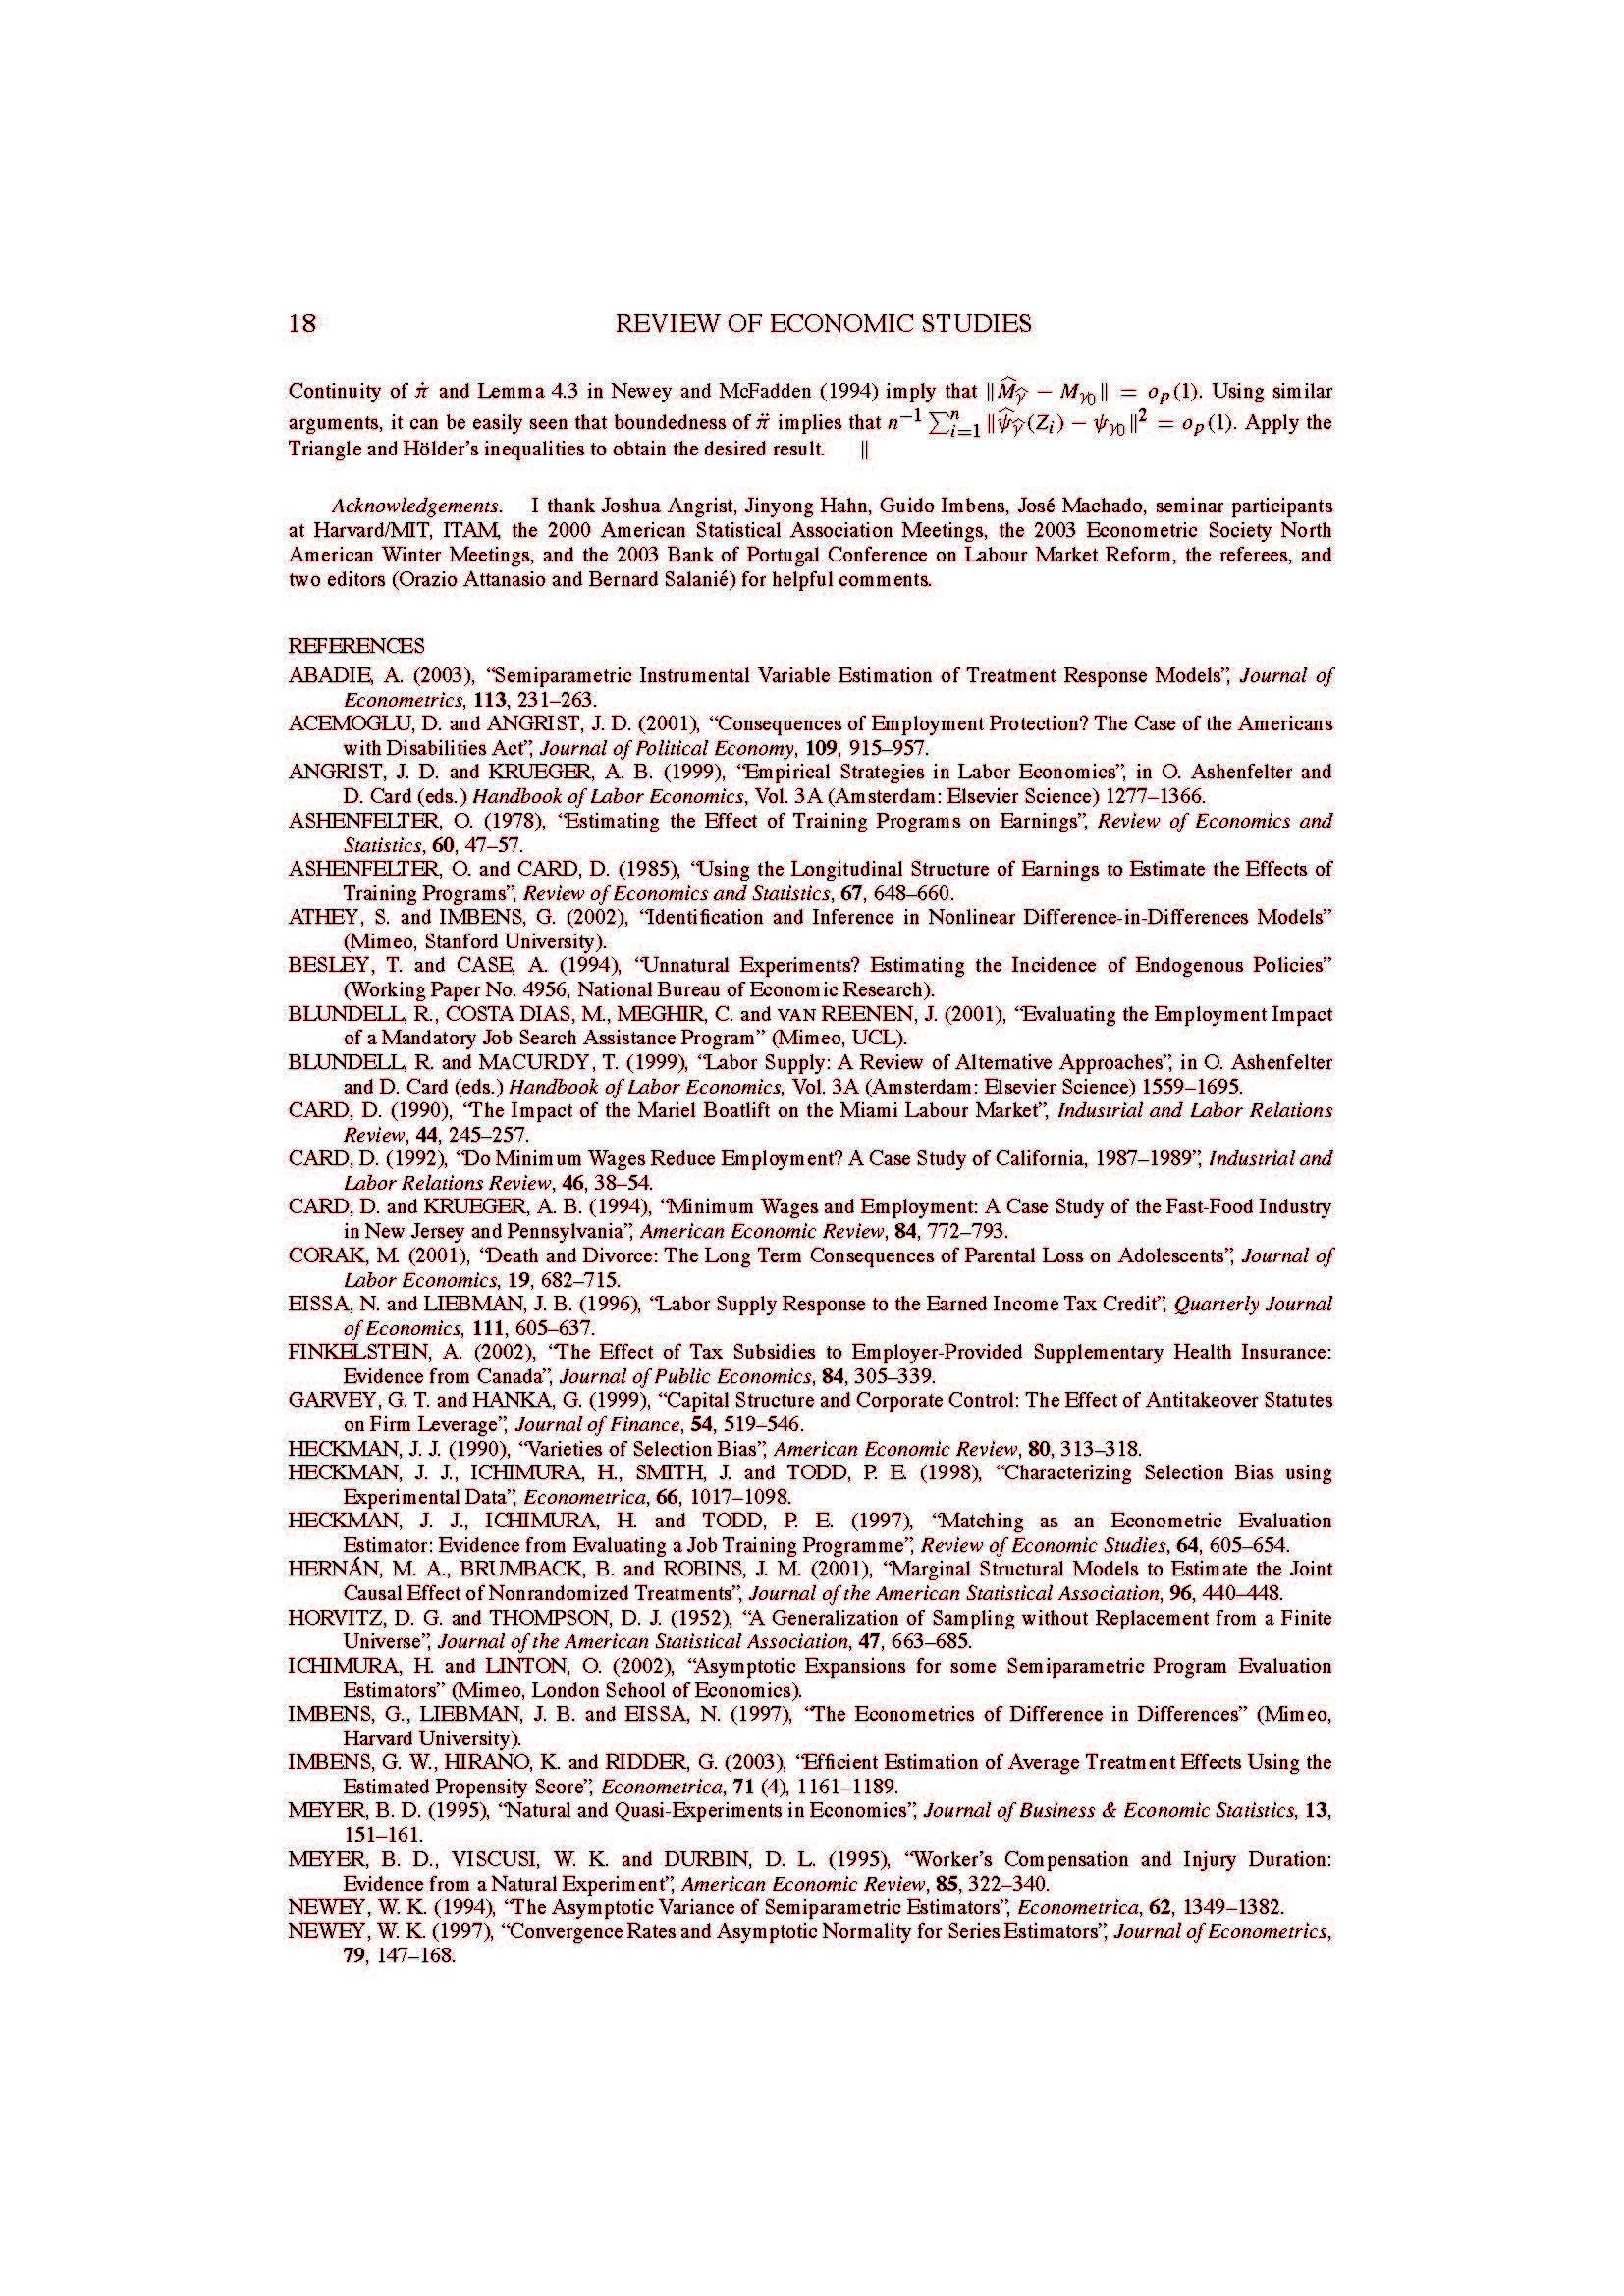 18 REVIEW OF ECONOMIC STUDIES
Continuity of π̇ and Lemma 4.3 in Newey and McFadden (1994) imply that ‖M̂_γ̂ − M_γ0‖ = o_p(1). Using similar
arguments, it can be easily seen that boundedness of π̈ implies that n^−1 ∑_{i=1}^n ‖ψ̂_γ̂(Z_i) − ψ_γ0‖^2 = o_p(1). Apply the
Triangle and Hölder's inequalities to obtain the desired result. ‖
Acknowledgements. I thank Joshua Angrist, Jinyong Hahn, Guido Imbens, José Machado, seminar participants
at Harvard/MIT, ITAM, the 2000 American Statistical Association Meetings, the 2003 Econometric Society North
American Winter Meetings, and the 2003 Bank of Portugal Conference on Labour Market Reform, the referees, and
two editors (Orazio Attanasio and Bernard Salanié) for helpful comments.
REFERENCES
ABADIE, A. (2003), "Semiparametric Instrumental Variable Estimation of Treatment Response Models", Journal of
Econometrics, 113, 231–263.
ACEMOGLU, D. and ANGRIST, J. D. (2001), "Consequences of Employment Protection? The Case of the Americans
with Disabilities Act", Journal of Political Economy, 109, 915–957.
ANGRIST, J. D. and KRUEGER, A. B. (1999), "Empirical Strategies in Labor Economics", in O. Ashenfelter and
D. Card (eds.) Handbook of Labor Economics, Vol. 3A (Amsterdam: Elsevier Science) 1277–1366.
ASHENFELTER, O. (1978), "Estimating the Effect of Training Programs on Earnings", Review of Economics and
Statistics, 60, 47–57.
ASHENFELTER, O. and CARD, D. (1985), "Using the Longitudinal Structure of Earnings to Estimate the Effects of
Training Programs", Review of Economics and Statistics, 67, 648–660.
ATHEY, S. and IMBENS, G. (2002), "Identification and Inference in Nonlinear Difference-in-Differences Models"
(Mimeo, Stanford University).
BESLEY, T. and CASE, A. (1994), "Unnatural Experiments? Estimating the Incidence of Endogenous Policies"
(Working Paper No. 4956, National Bureau of Economic Research).
BLUNDELL, R., COSTA DIAS, M., MEGHIR, C. and VAN REENEN, J. (2001), "Evaluating the Employment Impact
of a Mandatory Job Search Assistance Program" (Mimeo, UCL).
BLUNDELL, R. and MACURDY, T. (1999), "Labor Supply: A Review of Alternative Approaches", in O. Ashenfelter
and D. Card (eds.) Handbook of Labor Economics, Vol. 3A (Amsterdam: Elsevier Science) 1559–1695.
CARD, D. (1990), "The Impact of the Mariel Boatlift on the Miami Labour Market", Industrial and Labor Relations
Review, 44, 245–257.
CARD, D. (1992), "Do Minimum Wages Reduce Employment? A Case Study of California, 1987–1989", Industrial and
Labor Relations Review, 46, 38–54.
CARD, D. and KRUEGER, A. B. (1994), "Minimum Wages and Employment: A Case Study of the Fast-Food Industry
in New Jersey and Pennsylvania", American Economic Review, 84, 772–793.
CORAK, M. (2001), "Death and Divorce: The Long Term Consequences of Parental Loss on Adolescents", Journal of
Labor Economics, 19, 682–715.
EISSA, N. and LIEBMAN, J. B. (1996), "Labor Supply Response to the Earned Income Tax Credit", Quarterly Journal
of Economics, 111, 605–637.
FINKELSTEIN, A. (2002), "The Effect of Tax Subsidies to Employer-Provided Supplementary Health Insurance:
Evidence from Canada", Journal of Public Economics, 84, 305–339.
GARVEY, G. T. and HANKA, G. (1999), "Capital Structure and Corporate Control: The Effect of Antitakeover Statutes
on Firm Leverage", Journal of Finance, 54, 519–546.
HECKMAN, J. J. (1990), "Varieties of Selection Bias", American Economic Review, 80, 313–318.
HECKMAN, J. J., ICHIMURA, H., SMITH, J. and TODD, P. E. (1998), "Characterizing Selection Bias using
Experimental Data", Econometrica, 66, 1017–1098.
HECKMAN, J. J., ICHIMURA, H. and TODD, P. E. (1997), "Matching as an Econometric Evaluation
Estimator: Evidence from Evaluating a Job Training Programme", Review of Economic Studies, 64, 605–654.
HERNÁN, M. A., BRUMBACK, B. and ROBINS, J. M. (2001), "Marginal Structural Models to Estimate the Joint
Causal Effect of Nonrandomized Treatments", Journal of the American Statistical Association, 96, 440–448.
HORVITZ, D. G. and THOMPSON, D. J. (1952), "A Generalization of Sampling without Replacement from a Finite
Universe", Journal of the American Statistical Association, 47, 663–685.
ICHIMURA, H. and LINTON, O. (2002), "Asymptotic Expansions for some Semiparametric Program Evaluation
Estimators" (Mimeo, London School of Economics).
IMBENS, G., LIEBMAN, J. B. and EISSA, N. (1997), "The Econometrics of Difference in Differences" (Mimeo,
Harvard University).
IMBENS, G. W., HIRANO, K. and RIDDER, G. (2003), "Efficient Estimation of Average Treatment Effects Using the
Estimated Propensity Score", Econometrica, 71 (4), 1161–1189.
MEYER, B. D. (1995), "Natural and Quasi-Experiments in Economics", Journal of Business & Economic Statistics, 13,
151–161.
MEYER, B. D., VISCUSI, W. K. and DURBIN, D. L. (1995), "Worker's Compensation and Injury Duration:
Evidence from a Natural Experiment", American Economic Review, 85, 322–340.
NEWEY, W. K. (1994), "The Asymptotic Variance of Semiparametric Estimators", Econometrica, 62, 1349–1382.
NEWEY, W. K. (1997), "Convergence Rates and Asymptotic Normality for Series Estimators", Journal of Econometrics,
79, 147–168.